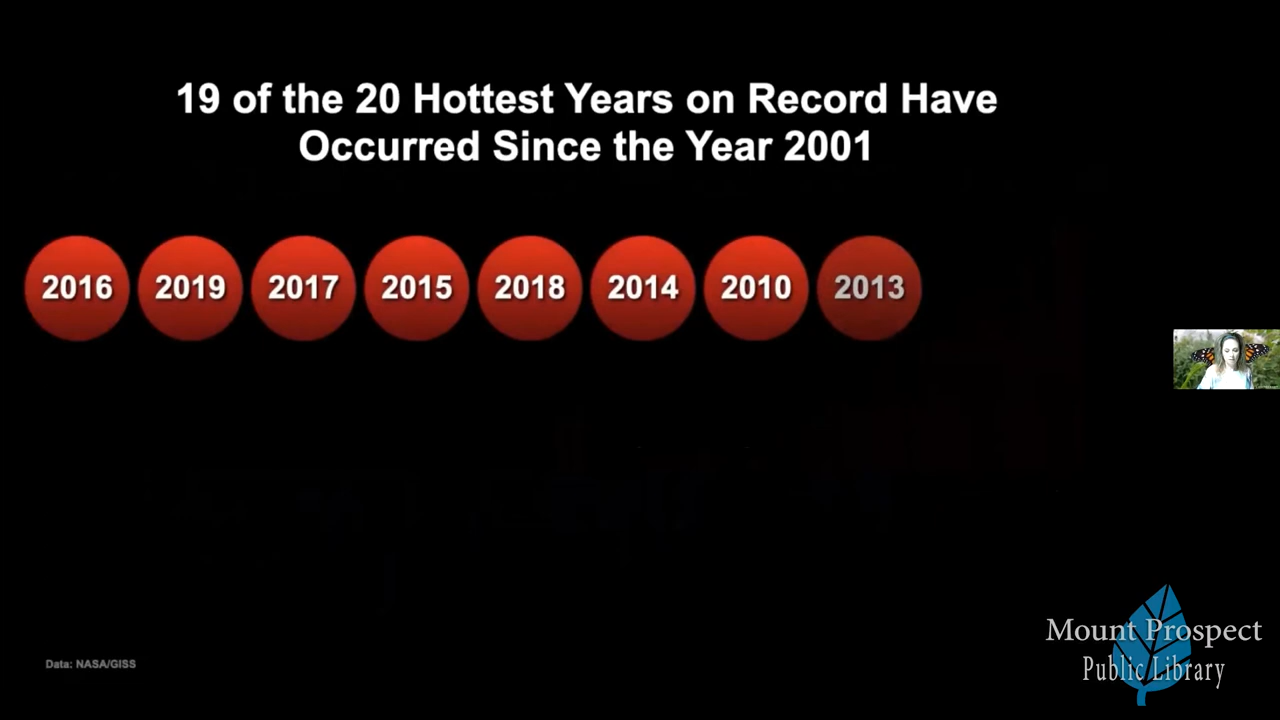 19 of the 20 Hottest Years on Record Have
Occurred Since the Year 2001
2016 2019 2017 2015 2018 2014 2010 2013
Data: NASA/GISS
Mount Prospect
Public Library